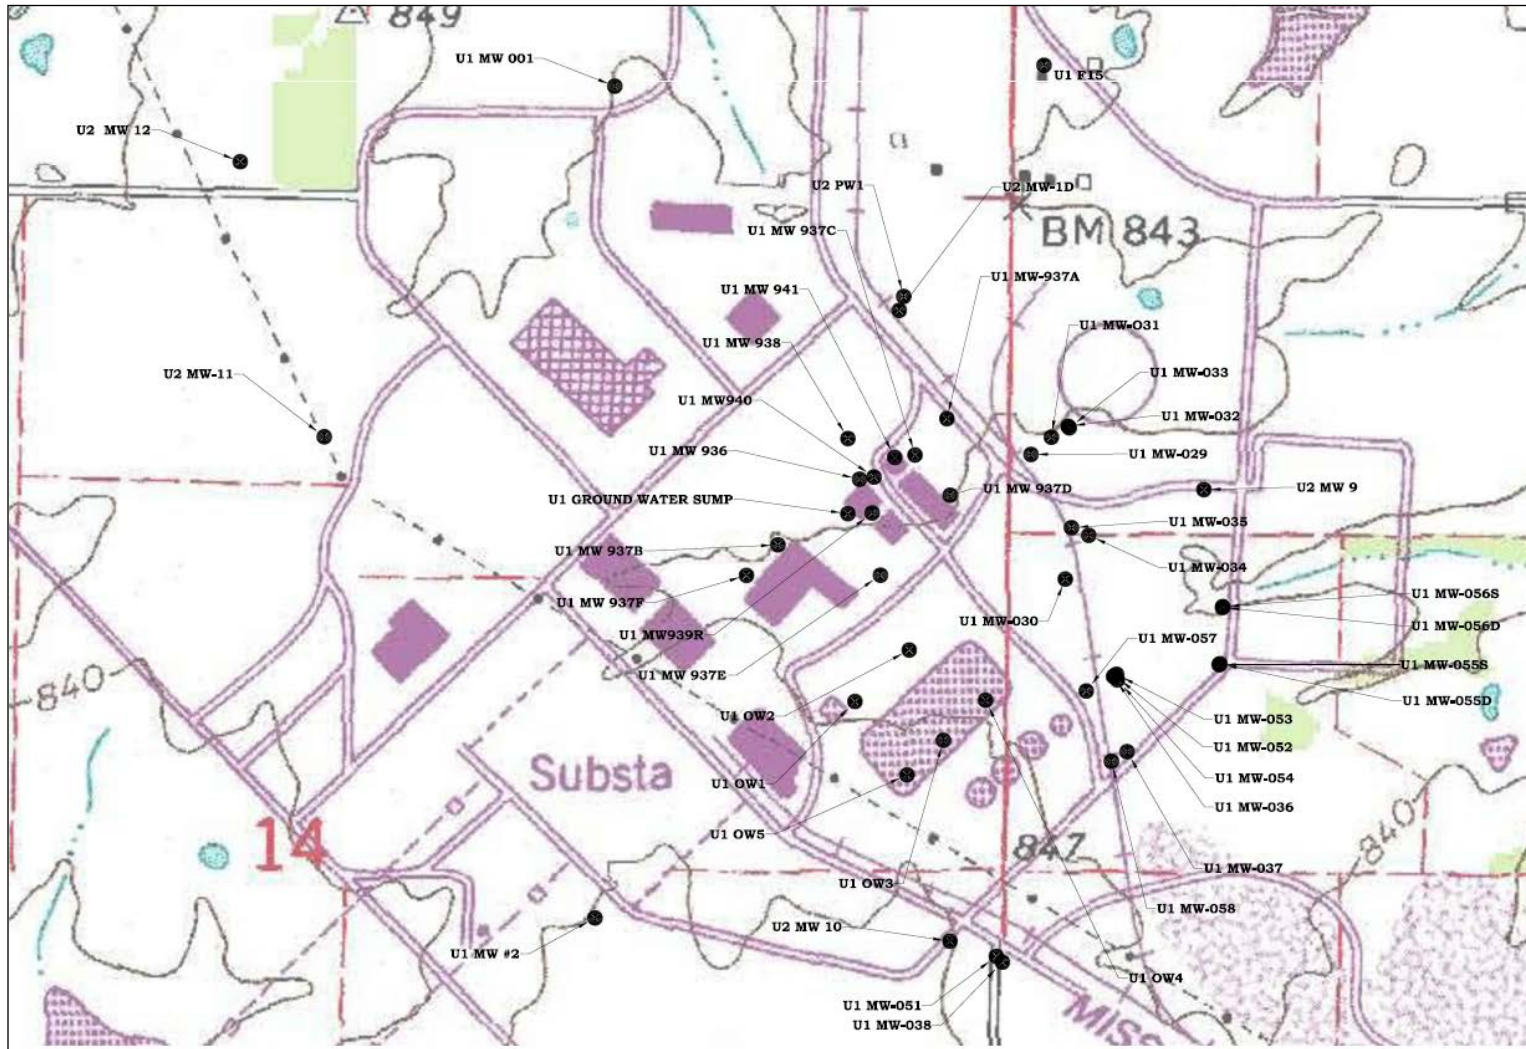 849
U1 MW 001
U1 F15
U2  MW 12
U2 PW1
U2 MW-1D
BM 843
U1 MW 937C
U1 MW-937A
U1 MW 941
U1 MW-O31
U1 MW 938
U2 MW-11
U1 MW-033
U1 MW940
U1 MW-032
U1 MW 936
U1 MW-029
U1 GROUND WATER SUMP
U1 MW 937D
U2 MW 9
U1 MW-035
U1 MW 937B
U1 MW-034
U1 MW 937F
U1 MW-056S
U1 MW-030
U1 MW-056D
U1 MW939R
U1 MW-057
U1 MW-055S
U1 MW 937E
840
U1 MW-055D
U1 OW2
U1 MW-053
U1 MW-052
Substa
U1 OW1
U1 MW-054
U1 MW-036
U1 OW5
14
847
840
U1 MW-037
U1 OW3
U1 MW-058
U2 MW 10
U1 MW #2
U1 OW4
U1 MW-051
U1 MW-038
MISS